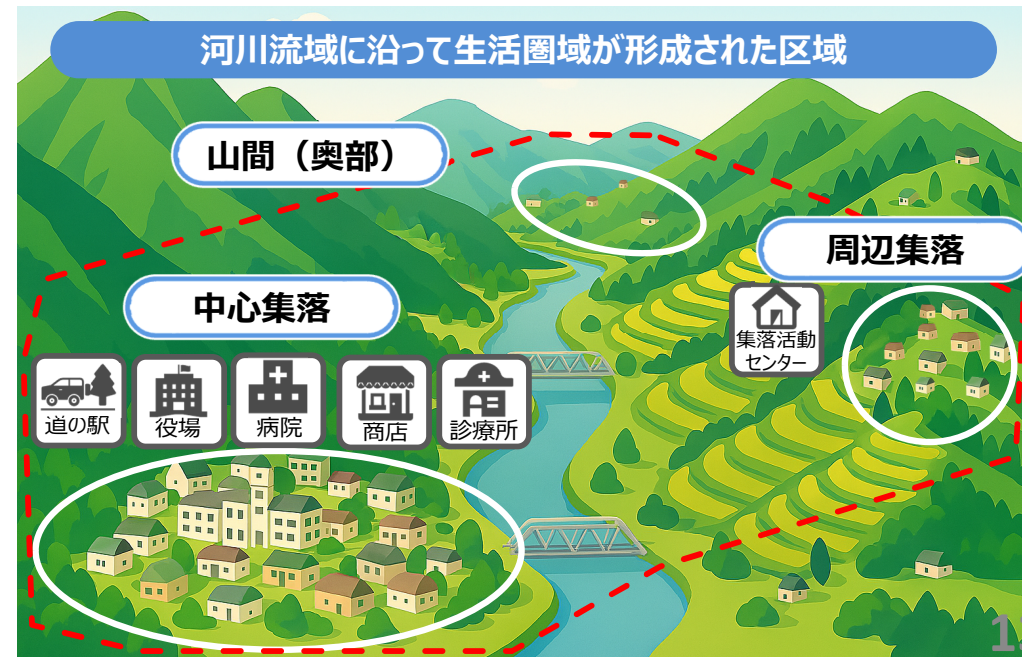 河川流域に沿って生活圏域が形成された区域
山間（奥部）
周辺集落
中心集落
集落活動
センター
道の駅
役場
病院
商店
診療所